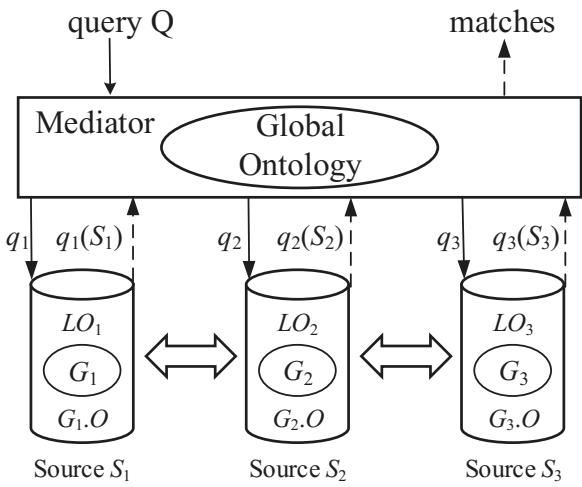 query Q matches
Mediator Global
Ontology
q₁ q₁(S₁) q₂ q₂(S₂) q₃ q₃(S₃)
LO₁ LO₂ LO₃
G₁ G₂ G₃
G₁.O G₂.O G₃.O
Source S₁ Source S₂ Source S₃